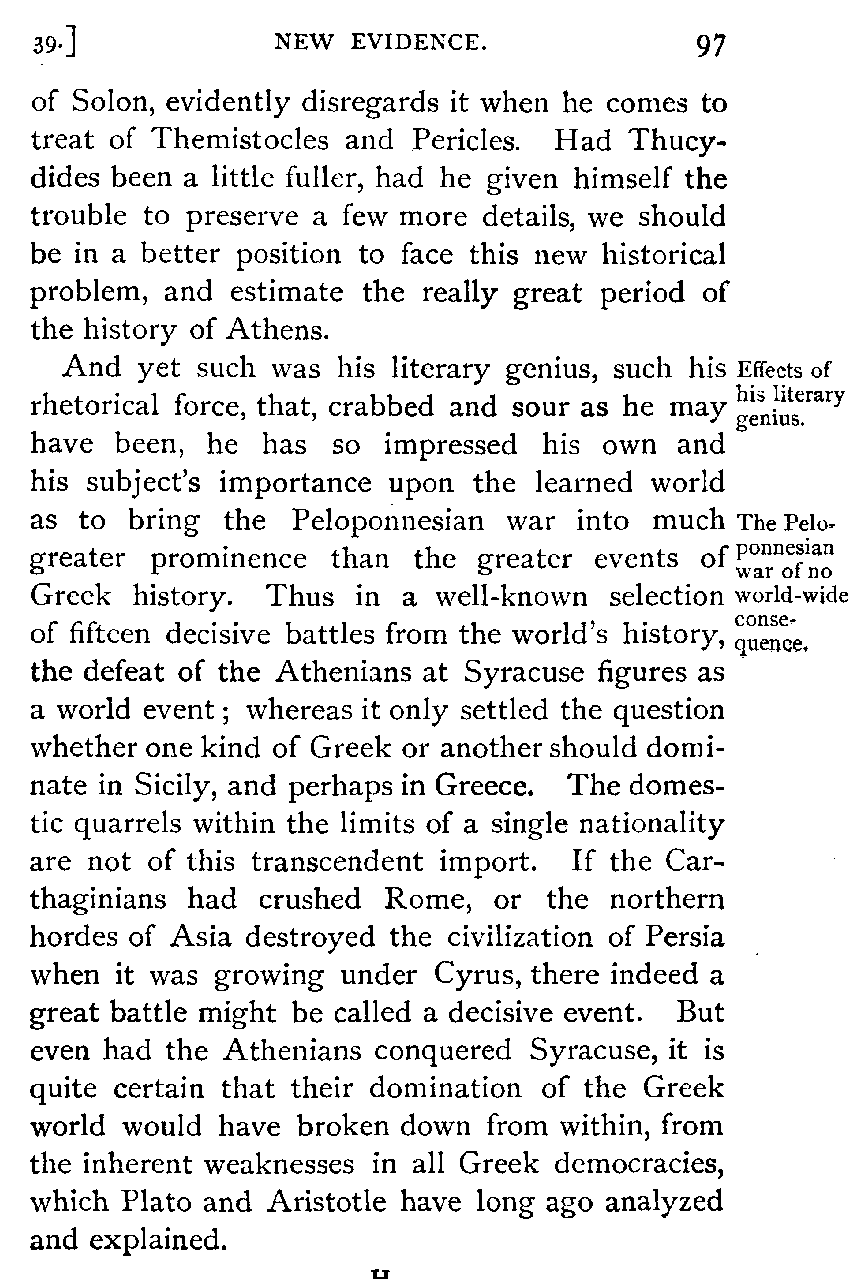 39.] NEW EVIDENCE. 97
of Solon, evidently disregards it when he comes to
treat of Themistocles and Pericles. Had Thucy-
dides been a little fuller, had he given himself the
trouble to preserve a few more details, we should
be in a better position to face this new historical
problem, and estimate the really great period of
the history of Athens.
And yet such was his literary genius, such his
rhetorical force, that, crabbed and sour as he may
have been, he has so impressed his own and
his subject's importance upon the learned world
as to bring the Peloponnesian war into much
greater prominence than the greater events of
Greek history. Thus in a well-known selection
of fifteen decisive battles from the world's history,
the defeat of the Athenians at Syracuse figures as
a world event; whereas it only settled the question
whether one kind of Greek or another should domi-
nate in Sicily, and perhaps in Greece. The domes-
tic quarrels within the limits of a single nationality
are not of this transcendent import. If the Car-
thaginians had crushed Rome, or the northern
hordes of Asia destroyed the civilization of Persia
when it was growing under Cyrus, there indeed a
great battle might be called a decisive event. But
even had the Athenians conquered Syracuse, it is
quite certain that their domination of the Greek
world would have broken down from within, from
the inherent weaknesses in all Greek democracies,
which Plato and Aristotle have long ago analyzed
and explained.
Effects of
his literary
genius.
The Pelo-
ponnesian
war of no
world-wide
conse-
quence.
H